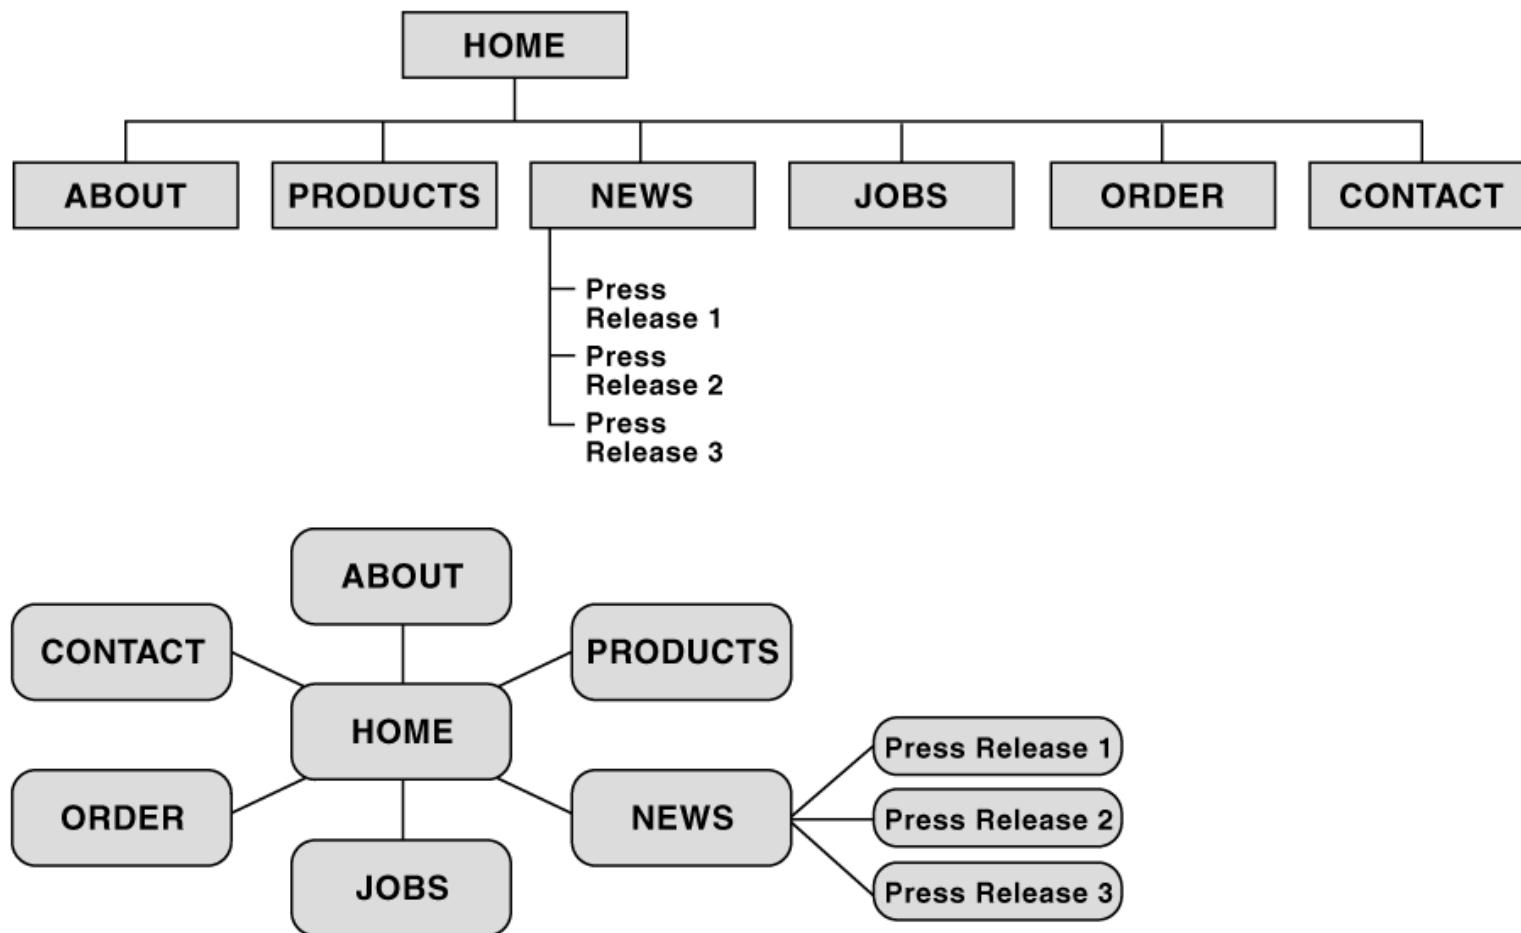 HOME
ABOUT
PRODUCTS
NEWS
JOBS
ORDER
CONTACT
Press
Release 1
Press
Release 2
Press
Release 3
ABOUT
CONTACT
PRODUCTS
HOME
Press Release 1
ORDER
NEWS
Press Release 2
JOBS
Press Release 3